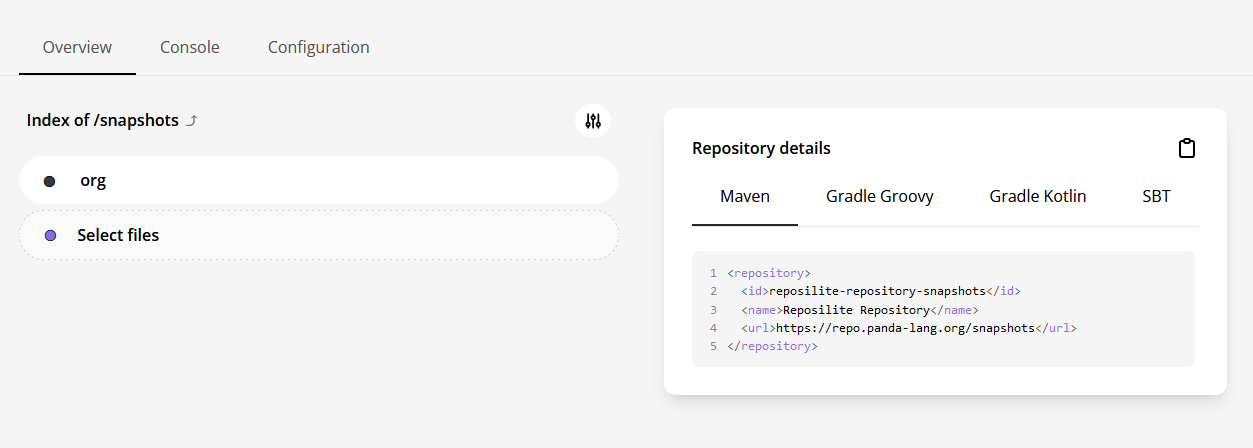 Overview Console Configuration
Index of /snapshots
org
Select files
Repository details
Maven Gradle Groovy Gradle Kotlin SBT
1 <repository>
2   <id>reposilite-repository-snapshots</id>
3   <name>Reposilite Repository</name>
4   <url>https://repo.panda-lang.org/snapshots</url>
5 </repository>